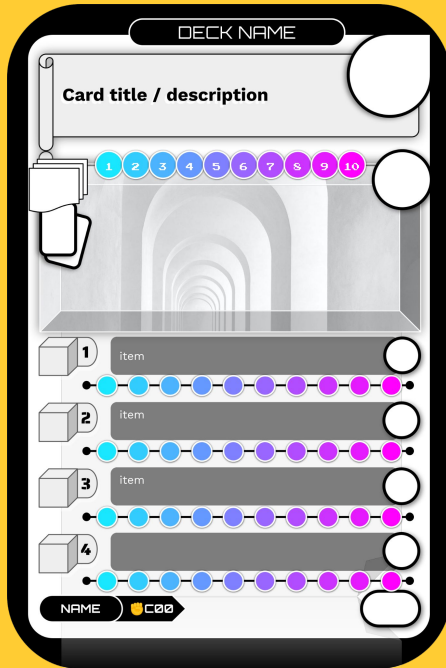 DECK NAME
Card title / description
1 2 3 4 5 6 7 8 9 10
1
item
2
item
3
item
4
NAME
C00